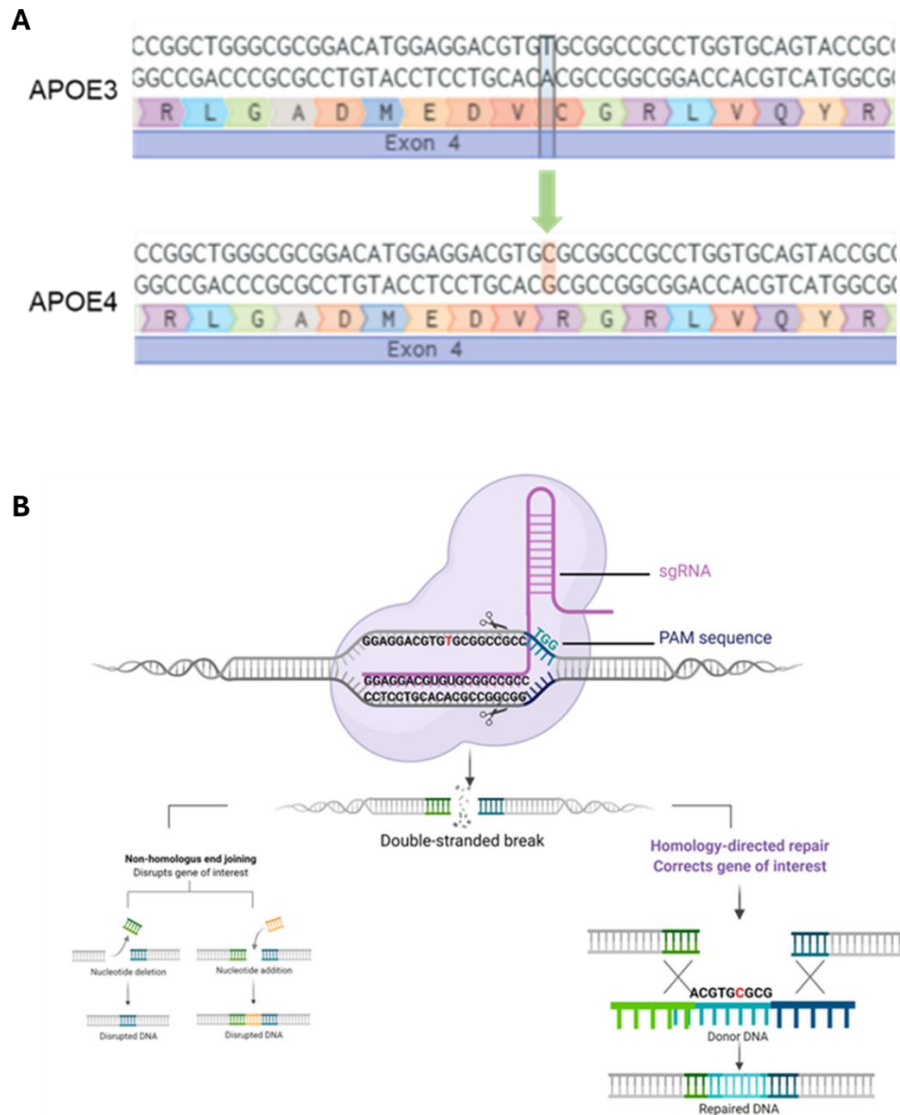 A
CCGGCTGGGCGCGGACATGGAGGACGTGTGCGGCCGCCTGGTGCAGTACCGC
GGCCGACCCGCGCCTGTACCTCCTGCACACGCCGGCGGACCACGTCATGGCG
APOE3
R L G A D M E D V C G R L V Q Y R
Exon 4
CCGGCTGGGCGCGGACATGGAGGACGTGCGCGGCCGCCTGGTGCAGTACCGC
GGCCGACCCGCGCCTGTACCTCCTGCACGCGCCGGCGGACCACGTCATGGCG
APOE4
R L G A D M E D V R G R L V Q Y R
Exon 4
B
sgRNA
GGAGGACGTGTGCGGCCGCC TGG
PAM sequence
GGAGGACGUGUGCGGCCGCC
CCTCCTGCACACGCCGGCGG
Double-stranded break
Non-homologus end joining
Disrupts gene of interest
Homology-directed repair
Corrects gene of interest
Nucleotide deletion
Nucleotide addition
ACGTGCGCG
Donor DNA
Disrupted DNA
Disrupted DNA
Repaired DNA